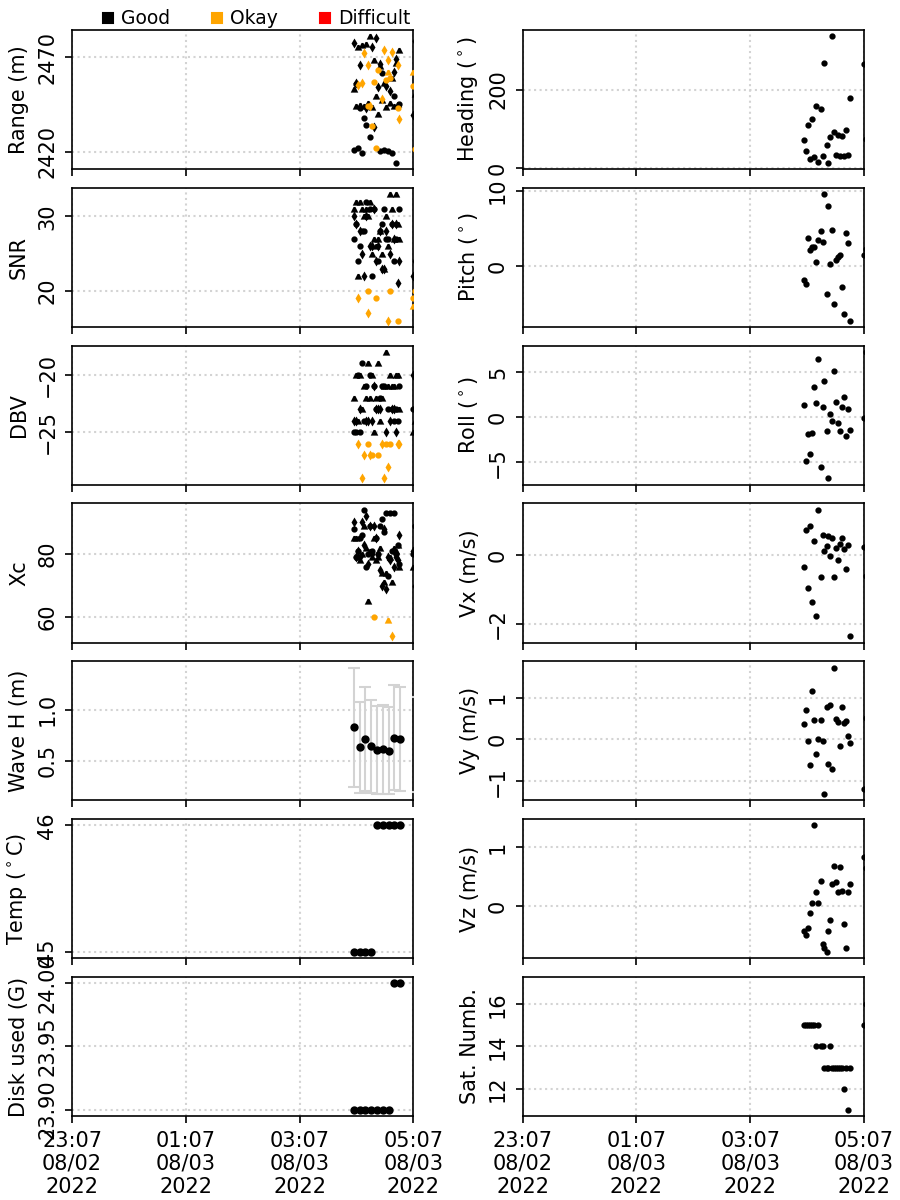 Good Okay Difficult
Range (m)
2470
2420
Heading (°)
200
0
SNR
30
20
Pitch (°)
10
0
DBV
−20
−25
Roll (°)
5
0
−5
Xc
80
60
Vx (m/s)
0
−2
Wave H (m)
1.0
0.5
Vy (m/s)
1
0
−1
Temp (°C)
46
45
Vz (m/s)
1
0
Disk used (G)
24.00
23.95
23.90
Sat. Numb.
16
14
12
23:07 01:07 03:07 05:07 23:07 01:07 03:07 05:07
08/02 08/03 08/03 08/03 08/02 08/03 08/03 08/03
2022 2022 2022 2022 2022 2022 2022 2022